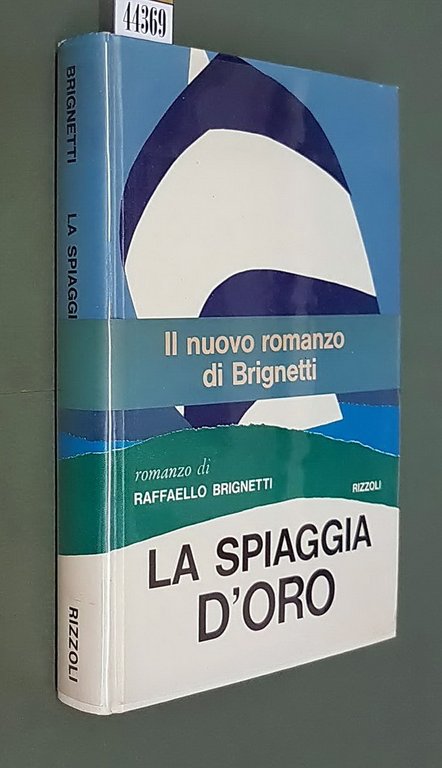 44369
BRIGNETTI
LA SPIAGGI
RIZZOLI
Il nuovo romanzo
di Brignetti
romanzo di
RAFFAELLO BRIGNETTI
RIZZOLI
LA SPIAGGIA
D'ORO